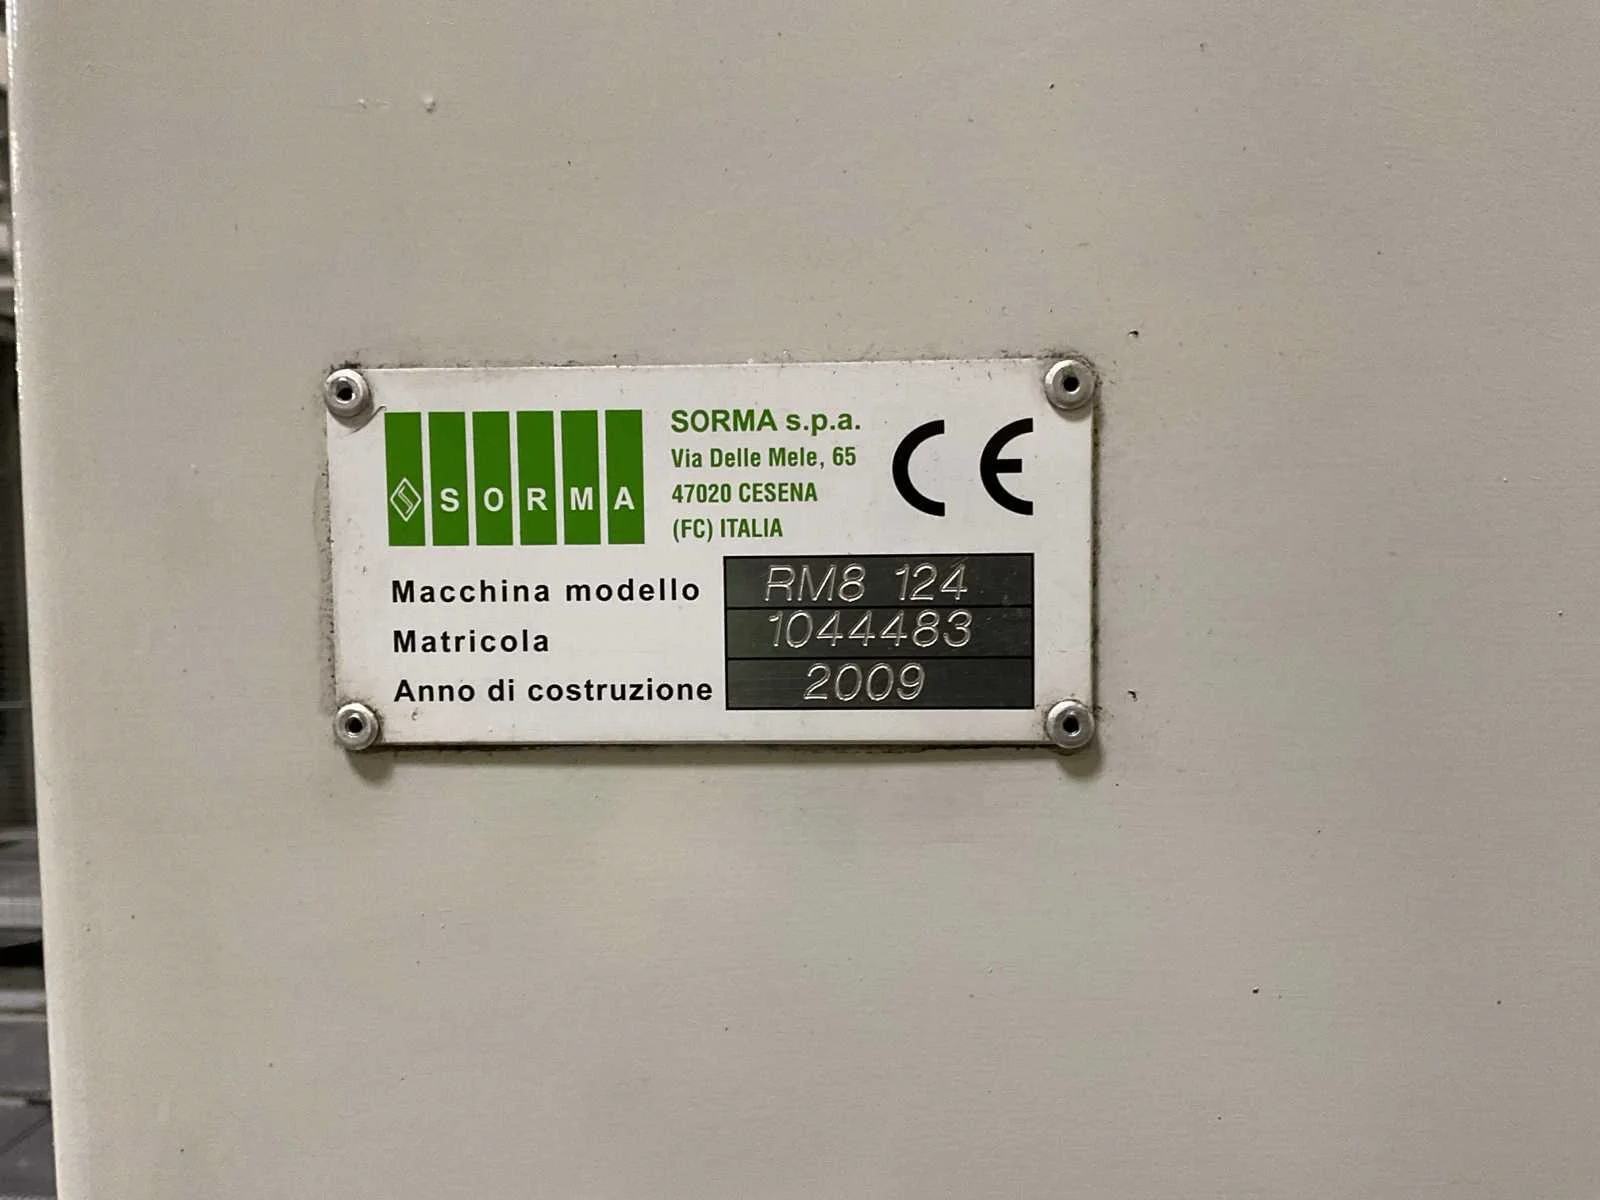 SORMA
SORMA s.p.a.
Via Delle Mele, 65
47020 CESENA
(FC) ITALIA
CE
Macchina modello RM8 124
Matricola 1044483
Anno di costruzione 2009